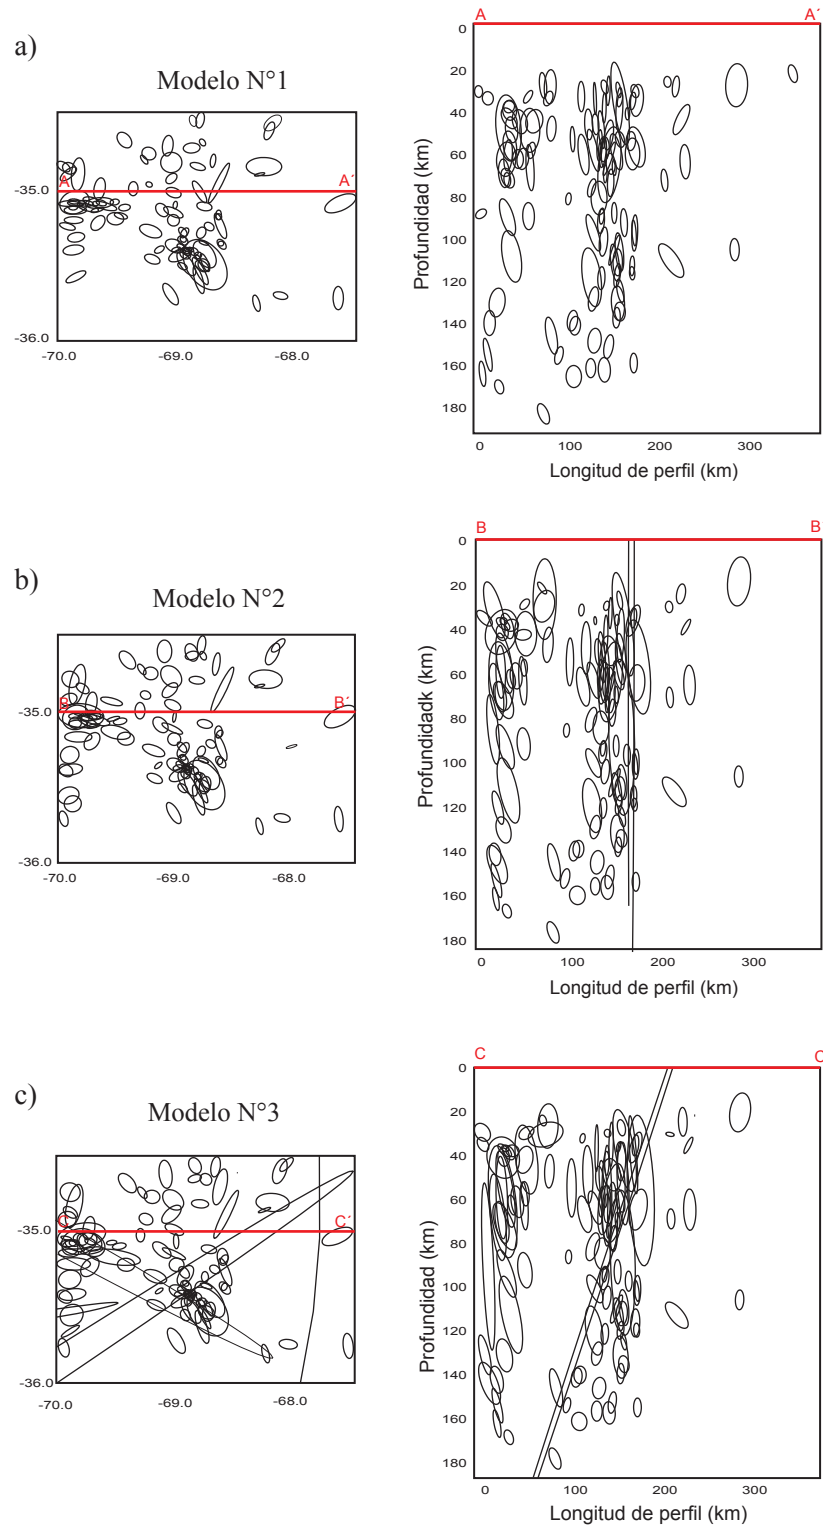 a)
Modelo N°1
A
A´
-35.0
-36.0
-70.0
-69.0
-68.0
A
A´
0
20
40
60
80
100
120
140
160
180
Profundidad (km)
0
100
200
300
Longitud de perfil (km)
b)
Modelo N°2
B
B´
-35.0
-36.0
-70.0
-69.0
-68.0
B
B
0
20
40
60
80
100
120
140
160
180
Profundidadk (km)
0
100
200
300
Longitud de perfil (km)
c)
Modelo N°3
C
C´
-35.0
-36.0
-70.0
-69.0
-68.0
C
C
0
20
40
60
80
100
120
140
160
180
Profundidad (km)
0
100
200
300
Longitud de perfil (km)